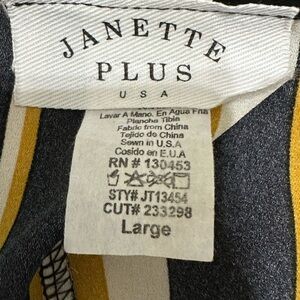 JANETTE
PLUS
USA
Lavar A Mano. En Agua Fria
Plancha Tibia
Fabric from China
Tejido de China
Sewn in U.S.A
Cosido en E.U.A
RN # 130453
STY# JT13454
CUT# 233298
Large